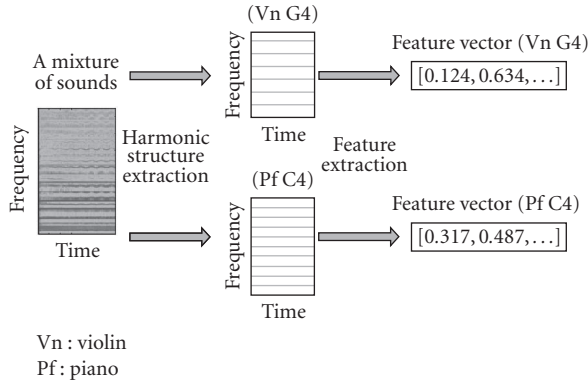 A mixture
of sounds
Frequency
Time
Harmonic
structure
extraction
(Vn G4)
Frequency
Time
(Pf C4)
Frequency
Time
Feature
extraction
Feature vector (Vn G4)
[0.124, 0.634, . . . ]
Feature vector (Pf C4)
[0.317, 0.487, . . . ]
Vn : violin
Pf : piano